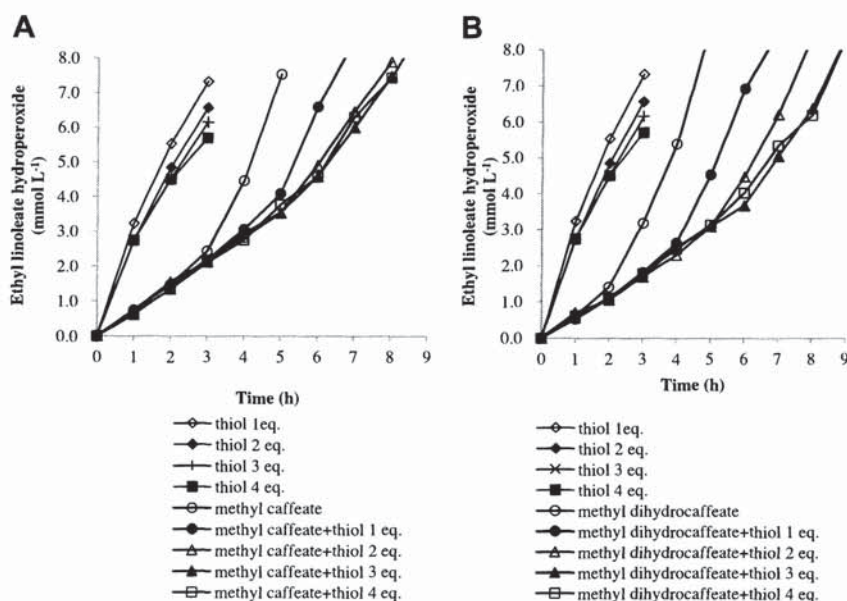 A
Ethyl linoleate hydroperoxide
(mmol L-1)
8.0
7.0
6.0
5.0
4.0
3.0
2.0
1.0
0.0
0 1 2 3 4 5 6 7 8 9
Time (h)
thiol 1eq.
thiol 2 eq.
thiol 3 eq.
thiol 4 eq.
methyl caffeate
methyl caffeate+thiol 1 eq.
methyl caffeate+thiol 2 eq.
methyl caffeate+thiol 3 eq.
methyl caffeate+thiol 4 eq.
B
Ethyl linoleate hydroperoxide
(mmol L-1)
8.0
7.0
6.0
5.0
4.0
3.0
2.0
1.0
0.0
0 1 2 3 4 5 6 7 8 9
Time (h)
thiol 1eq.
thiol 2 eq.
thiol 3 eq.
thiol 4 eq.
methyl dihydrocaffeate
methyl dihydrocaffeate+thiol 1 eq.
methyl dihydrocaffeate+thiol 2 eq.
methyl dihydrocaffeate+thiol 3 eq.
methyl dihydrocaffeate+thiol 4 eq.